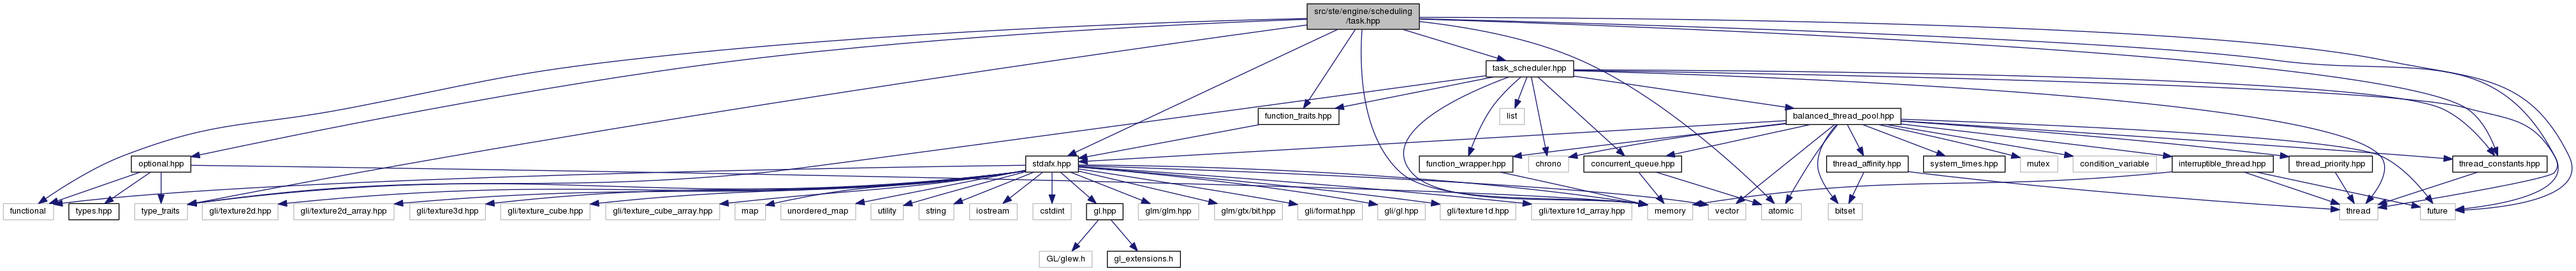 src/ste/engine/scheduling
/task.hpp
task_scheduler.hpp
function_traits.hpp
list
balanced_thread_pool.hpp
optional.hpp
stdafx.hpp
function_wrapper.hpp
chrono
concurrent_queue.hpp
thread_affinity.hpp
system_times.hpp
mutex
condition_variable
interruptible_thread.hpp
thread_priority.hpp
thread_constants.hpp
functional
types.hpp
type_traits
gli/texture2d.hpp
gli/texture2d_array.hpp
gli/texture3d.hpp
gli/texture_cube.hpp
gli/texture_cube_array.hpp
map
unordered_map
utility
string
iostream
cstdint
gl.hpp
glm/glm.hpp
glm/gtx/bit.hpp
gli/format.hpp
gli/gl.hpp
gli/texture1d.hpp
gli/texture1d_array.hpp
memory
vector
atomic
bitset
thread
future
GL/glew.h
gl_extensions.h